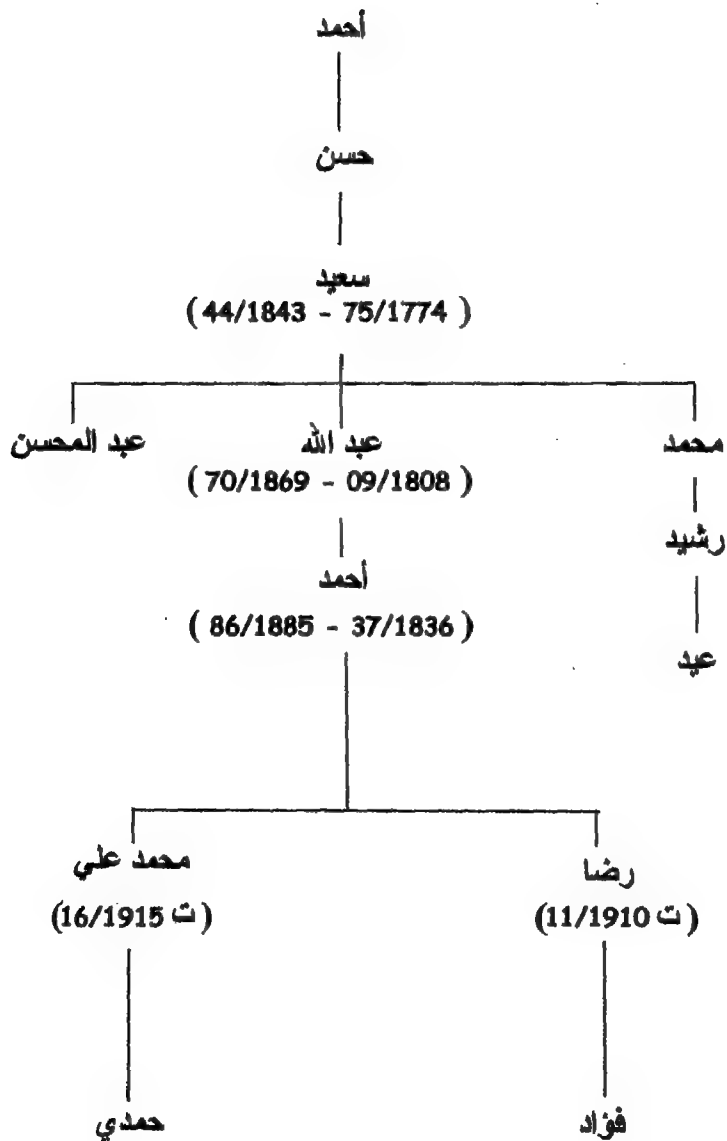 أحمد
حسن
سعيد
(44/1843 - 75/1774)
محمد
عبد الله
عبد المحسن
(70/1869 - 09/1808)
رشيد
أحمد
(86/1885 - 37/1836)
عيد
رضا
محمد علي
(ت 11/1910)
(ت 16/1915)
فؤاد
حمدي